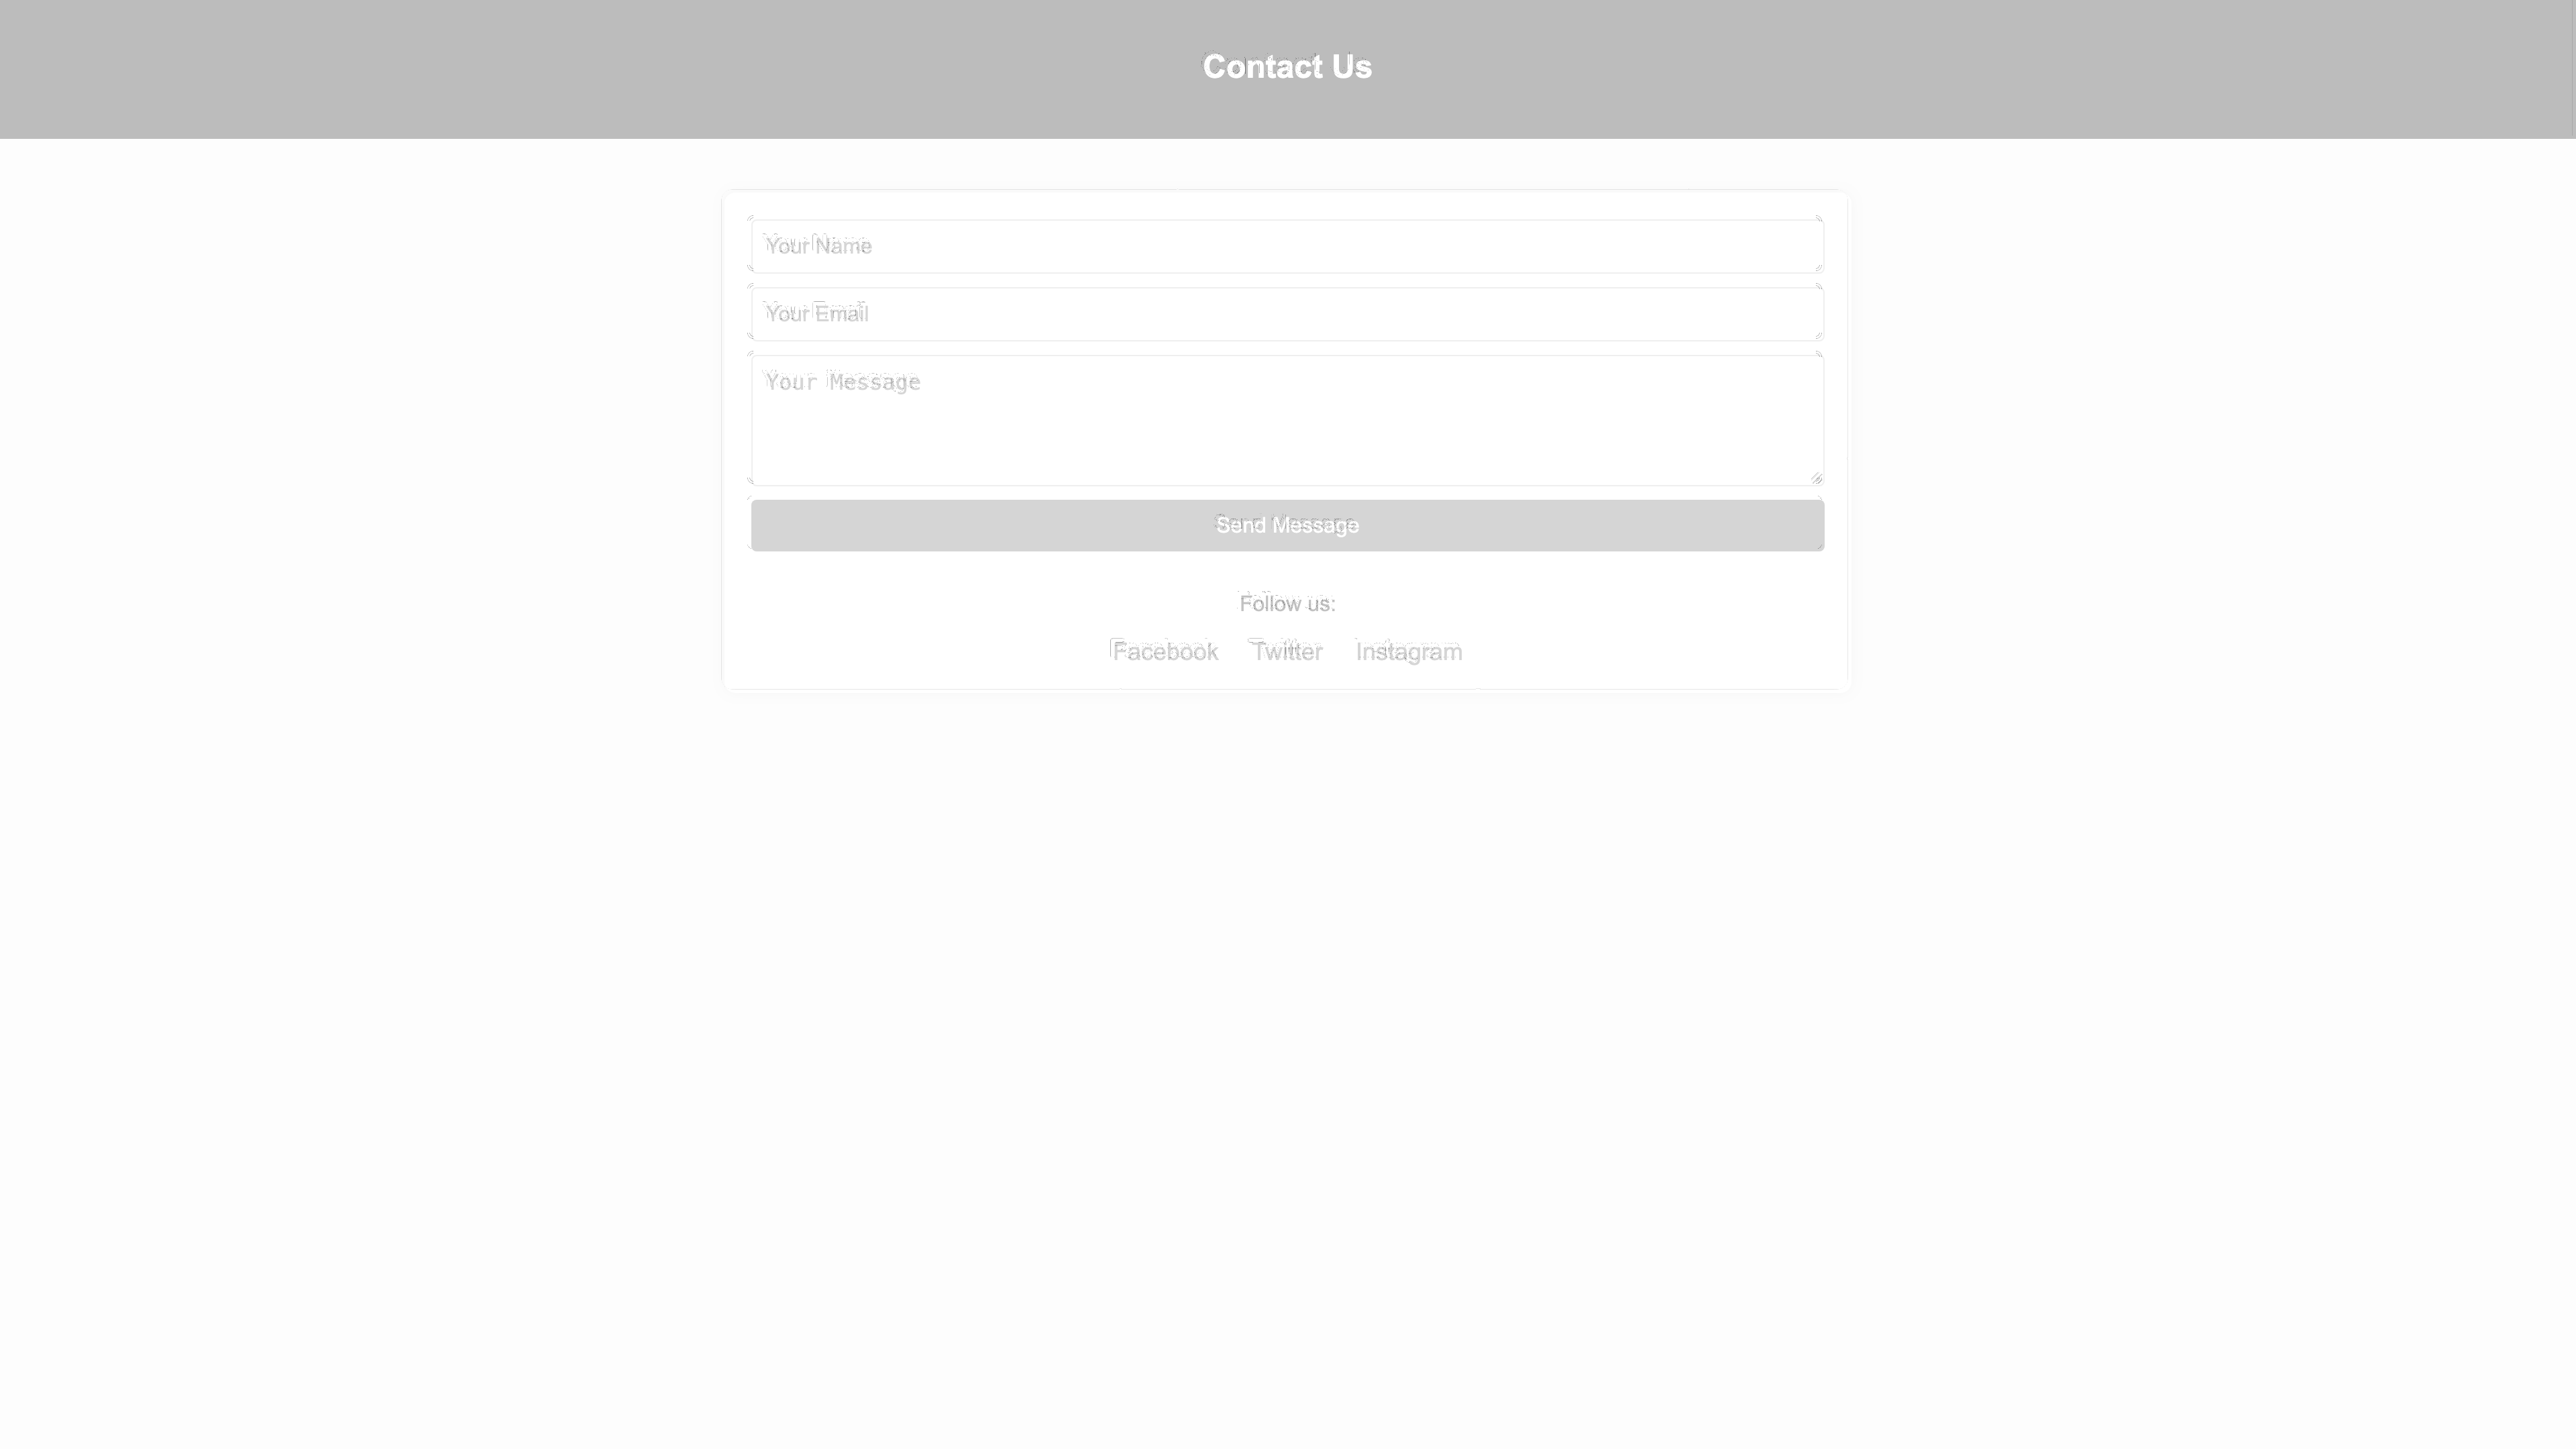 Contact Us
Your Name
Your Email
Your Message
Send Message
Follow us:
Facebook Twitter Instagram